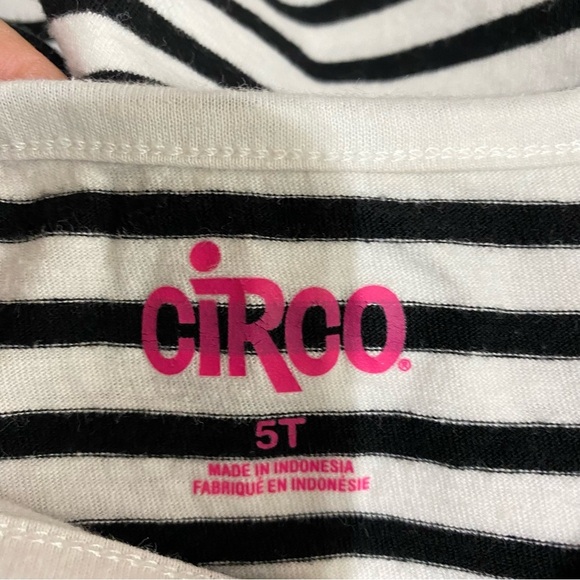 CiRCO®
5T
MADE IN INDONESIA
FABRIQUÉ EN INDONÉSIE